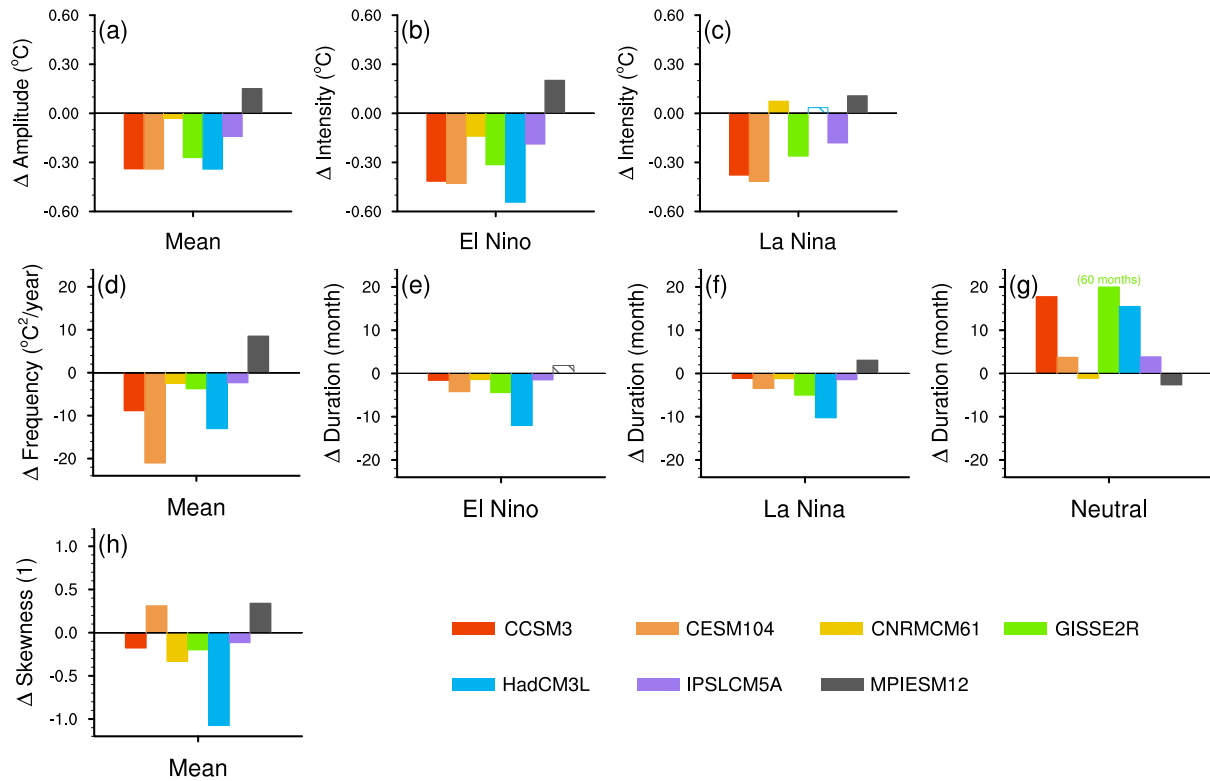 (a)
Δ Amplitude (°C)
0.60
0.30
0.00
-0.30
-0.60
Mean
(b)
Δ Intensity (°C)
0.60
0.30
0.00
-0.30
-0.60
El Nino
(c)
Δ Intensity (°C)
0.60
0.30
0.00
-0.30
-0.60
La Nina
(d)
Δ Frequency (°C²/year)
20
10
0
-10
-20
Mean
(e)
Δ Duration (month)
20
10
0
-10
-20
El Nino
(f)
Δ Duration (month)
20
10
0
-10
-20
La Nina
(g)
Δ Duration (month)
20
10
0
-10
-20
(60 months)
Neutral
(h)
Δ Skewness (1)
1.0
0.5
0.0
-0.5
-1.0
Mean
CCSM3
CESM104
CNRMCM61
GISSE2R
HadCM3L
IPSLCM5A
MPIESM12